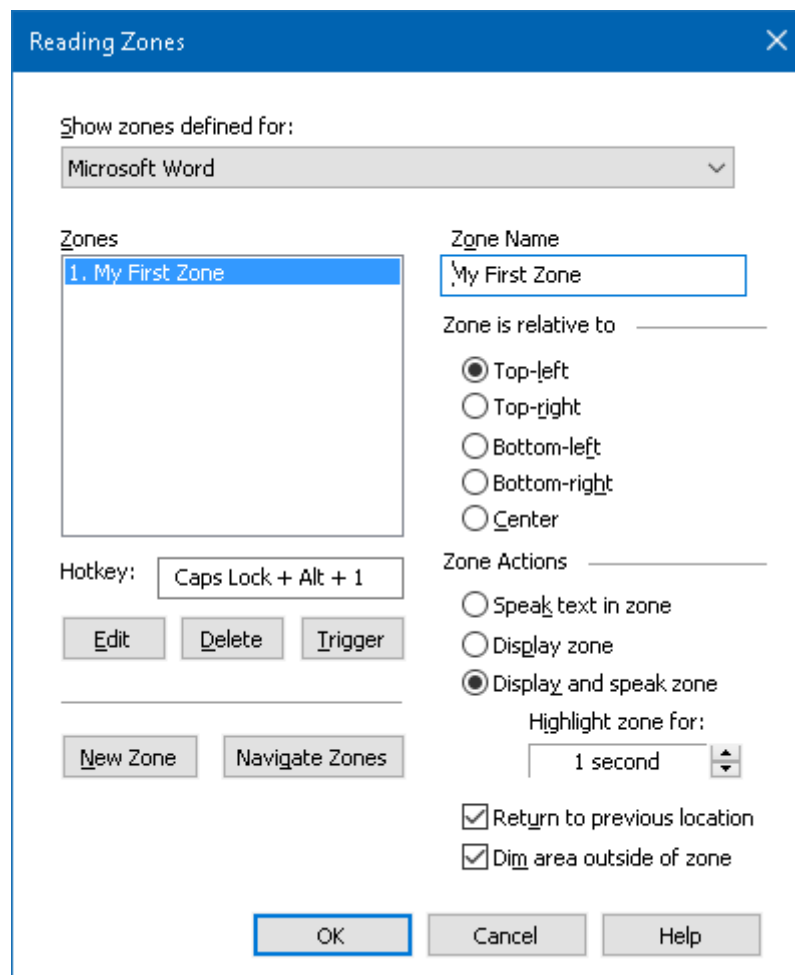 Reading Zones
Show zones defined for:
Microsoft Word
Zones
1. My First Zone
Hotkey: Caps Lock + Alt + 1
Edit Delete Trigger
New Zone Navigate Zones
Zone Name
My First Zone
Zone is relative to
Top-left
Top-right
Bottom-left
Bottom-right
Center
Zone Actions
Speak text in zone
Display zone
Display and speak zone
Highlight zone for:
1 second
Return to previous location
Dim area outside of zone
OK Cancel Help